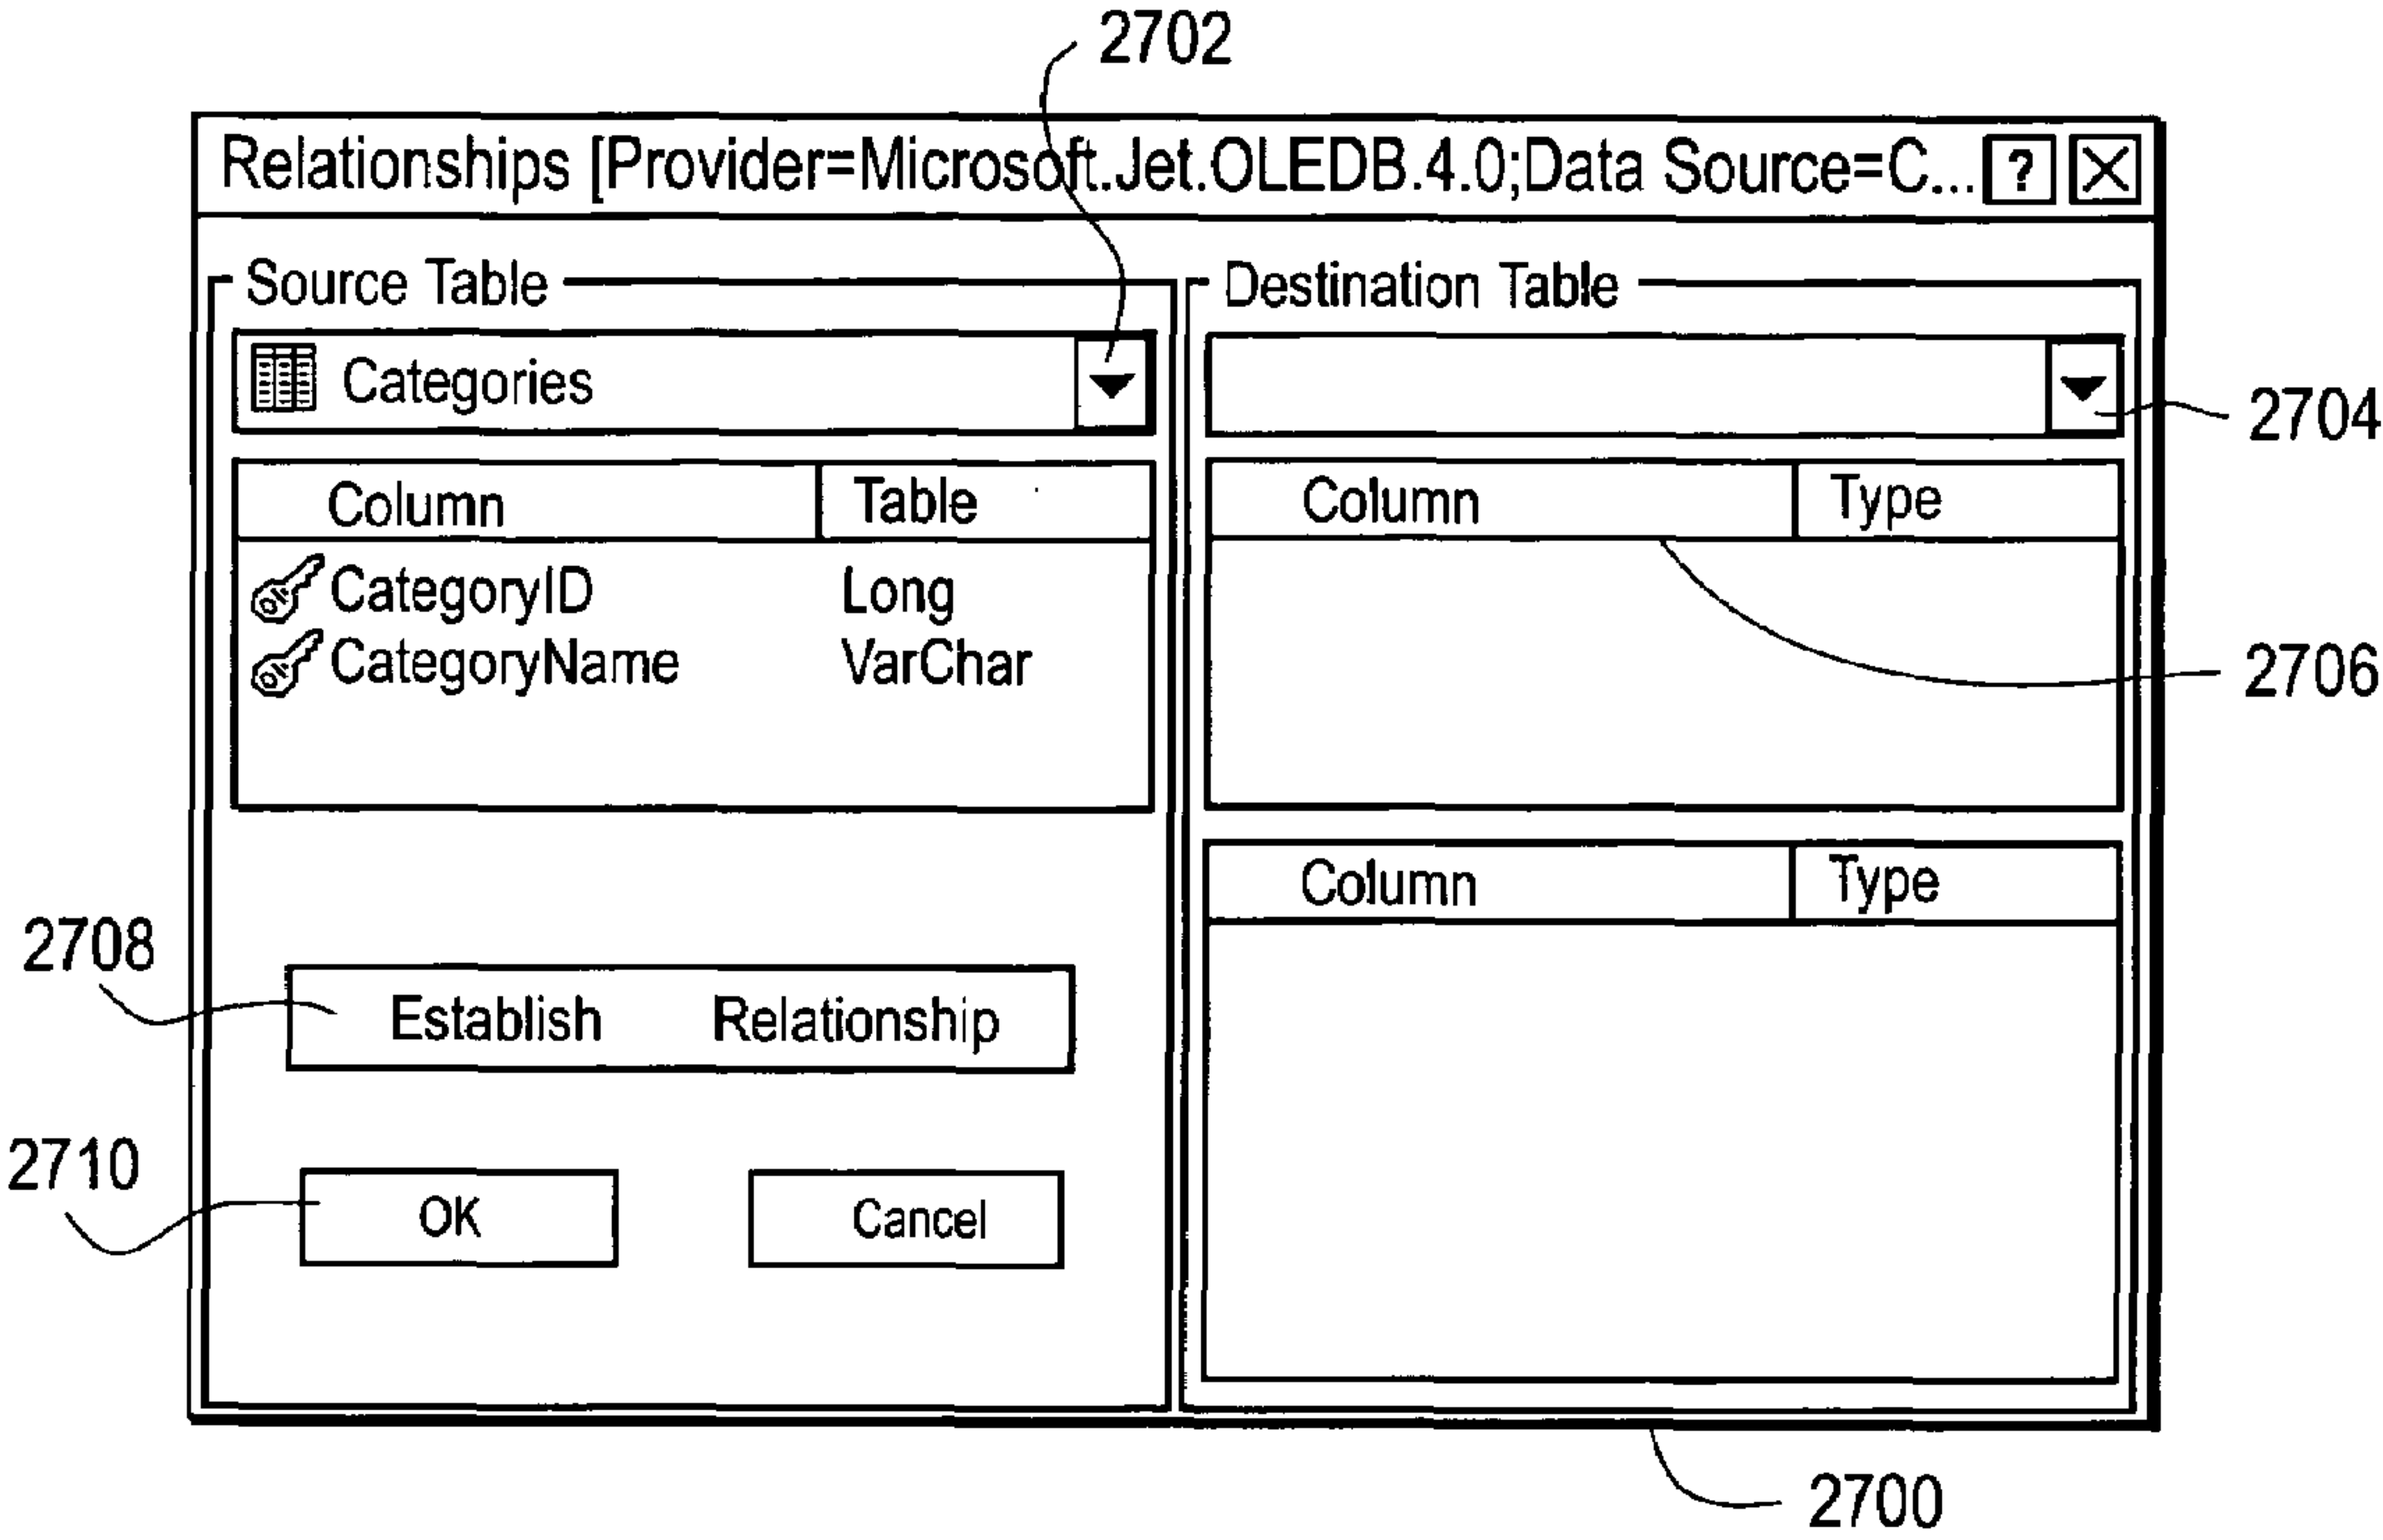 2702
Relationships [Provider=Microsoft.Jet.OLEDB.4.0;Data Source=C... ?
Source Table
Destination Table
Categories
2704
Column Table
Column Type
CategoryID Long
CategoryName VarChar
2706
Column Type
2708
Establish Relationship
2710
OK
Cancel
2700